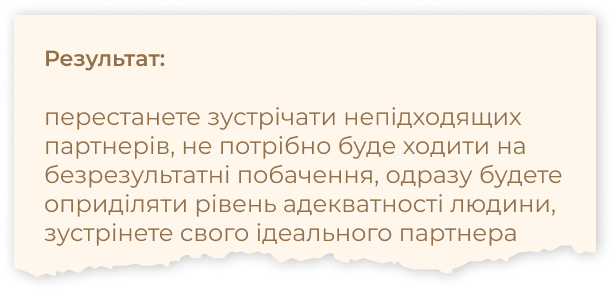 Результат:
перестанете зустрічати непідходящих
партнерів, не потрібно буде ходити на
безрезультатні побачення, одразу будете
оприділяти рівень адекватності людини,
зустрінете свого ідеального партнера